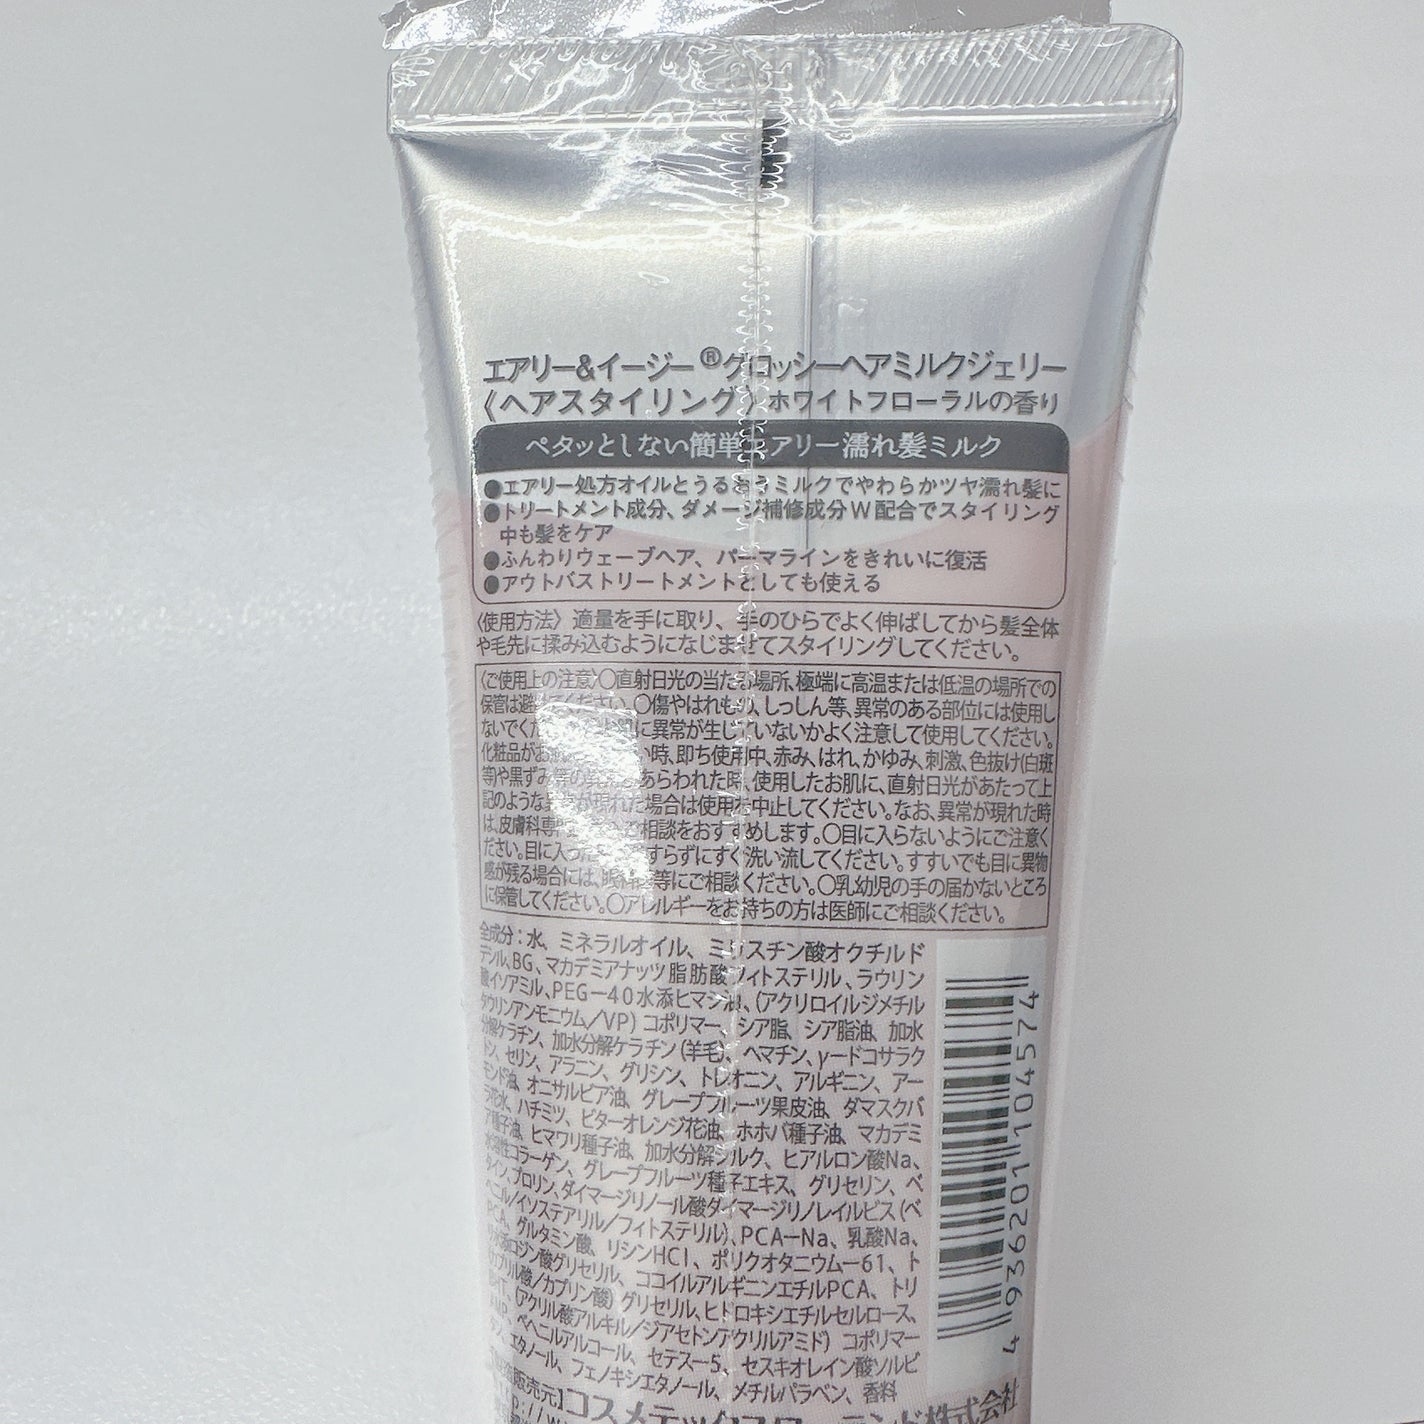 エアリー&イージー®グロッシーヘアミルクジェリー
《ヘアスタイリング》ホワイトフローラルの香り
ペタッとしない簡単エアリー濡れ髪ミルク
●エアリー処方オイルとうるおうミルクでやわらかツヤ濡れ髪に
●トリートメント成分、ダメージ補修成分W配合でスタイリング
中も髪をケア
●ふんわりウェーブヘア、パーマラインをきれいに復活
●アウトバストリートメントとしても使える
〈使用方法〉適量を手に取り、手のひらでよく伸ばしてから髪全体
や毛先に揉み込むようになじませてスタイリングしてください。
〈ご使用上の注意〉〇直射日光の当たる場所、極端に高温または低温の場所での
保管は避けてください。〇傷やはれもの、しっしん等、異常のある部位には使用し
ないでください。に異常が生じていないかよく注意して使用してください。
化粧品がお い時、即ち使用中、赤み、はれ、かゆみ、刺激、色抜け(白斑
等)や黒ずみ等の あらわれた時、使用したお肌に、直射日光があたって上
記のような が現れた場合は使用を中止してください。なお、異常が現れた時
は、皮膚科専 ご相談をおすすめします。〇目に入らないようにご注意く
ださい。目に入った すらずにすぐ洗い流してください。すすいでも目に異物
感が残る場合には、眼科 等にご相談ください。〇乳幼児の手の届かないところ
に保管してください。〇アレルギーをお持ちの方は医師にご相談ください。
全成分：水、ミネラルオイル、ミリスチン酸オクチルド
デシル、BG、マカデミアナッツ脂肪酸フィトステリル、ラウリン
酸イソアミル、PEG－40水添ヒマシ油、(アクリロイルジメチル
タウリンアンモニウム/VP)コポリマー、シア脂、シア脂油、加水
分解ケラチン、加水分解ケラチン(羊毛)、ヘマチン、γ－ドコサラク
トン、セリン、アラニン、グリシン、トレオニン、アルギニン、アー
モンド油、オニサルビア油、グレープフルーツ果皮油、ダマスクバ
ラ花水、ハチミツ、ビターオレンジ花油、ホホバ種子油、マカデミ
ア種子油、ヒマワリ種子油、加水分解シルク、ヒアルロン酸Na、
水溶性コラーゲン、グレープフルーツ種子エキス、グリセリン、ベ
タイン、プロリン、ダイマージリノール酸ダイマージリノレイルビス(ベ
ヘニル/イソステアリル/フィトステリル)、PCA－Na、乳酸Na、
PCA、グルタミン酸、リシンHCl、ポリクオタニウム－61、ト
リ水添ロジン酸グリセリル、ココイルアルギニンエチルPCA、トリ
(カプリル酸/カプリン酸)グリセリル、ヒドロキシエチルセルロース、
BHT、(アクリル酸アルキル/ジアセトンアクリルアミド)コポリマー
AMP、ベヘニルアルコール、セテス－5、セスキオレイン酸ソルビ
タン、エタノール、フェノキシエタノール、メチルパラベン、香料
販売元】コスメテックスローランド株式会社
4 936201 104574